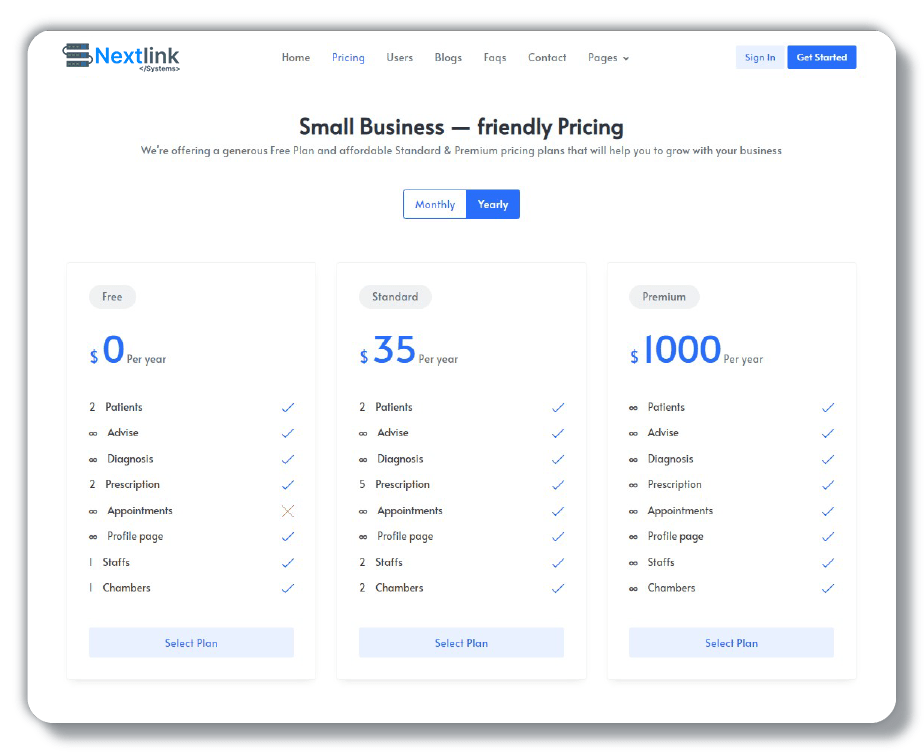 Nextlink
</Systems>
Home Pricing Users Blogs Faqs Contact Pages
Sign In Get Started
Small Business — friendly Pricing
We're offering a generous Free Plan and affordable Standard & Premium pricing plans that will help you to grow with your business
Monthly Yearly
Free
$ 0 Per year
2 Patients
∞ Advise
∞ Diagnosis
2 Prescription
∞ Appointments
∞ Profile page
1 Staffs
1 Chambers
Select Plan
Standard
$ 35 Per year
2 Patients
∞ Advise
∞ Diagnosis
5 Prescription
∞ Appointments
∞ Profile page
2 Staffs
2 Chambers
Select Plan
Premium
$ 1000 Per year
∞ Patients
∞ Advise
∞ Diagnosis
∞ Prescription
∞ Appointments
∞ Profile page
∞ Staffs
∞ Chambers
Select Plan